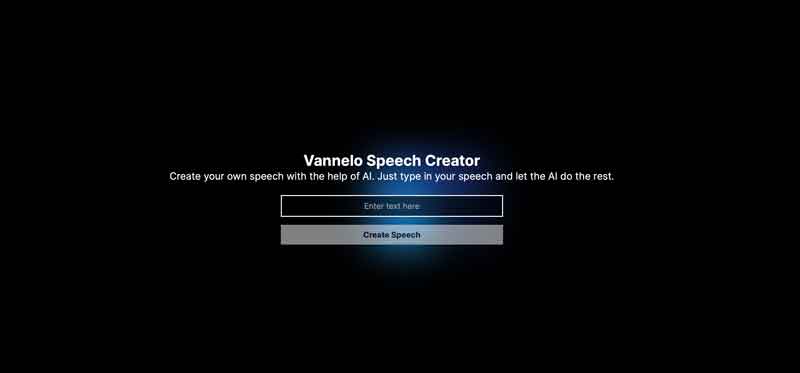 Vannelo Speech Creator
Create your own speech with the help of AI. Just type in your speech and let the AI do the rest.
Enter text here
Create Speech